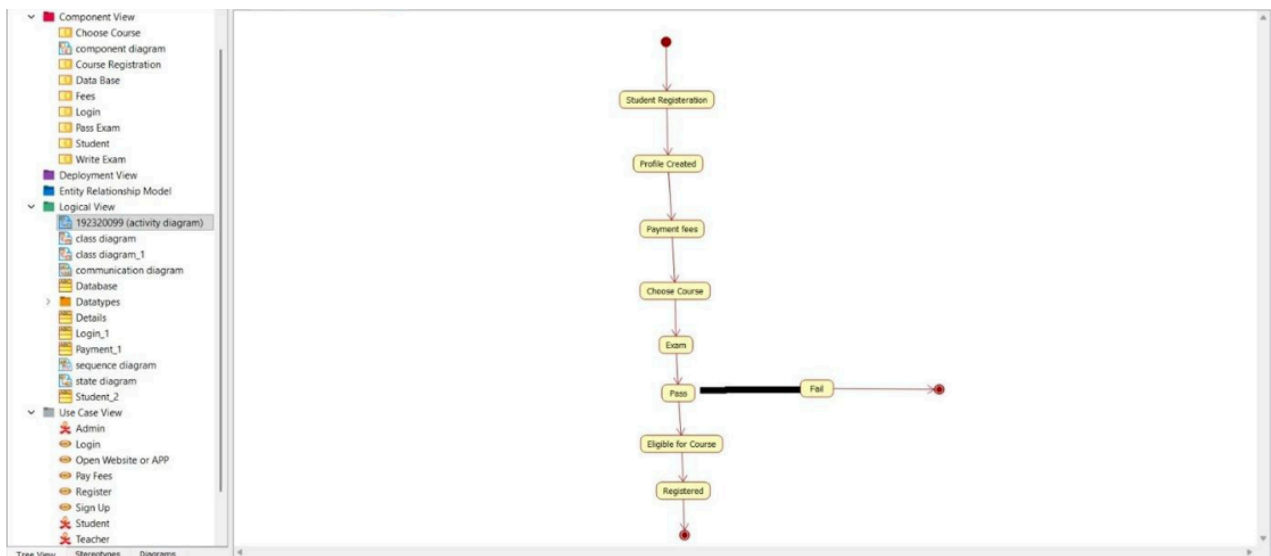 Component View
Choose Course
component diagram
Course Registration
Data Base
Fees
Login
Pass Exam
Student
Write Exam
Deployment View
Entity Relationship Model
Logical View
192320099 (activity diagram)
class diagram
class diagram_1
communication diagram
Database
Datatypes
Details
Login_1
Payment_1
sequence diagram
state diagram
Student_2
Use Case View
Admin
Login
Open Website or APP
Pay Fees
Register
Sign Up
Student
Teacher
Tree View Stereotypes Diagrams
Student Registeration
Profile Created
Payment fees
Choose Course
Exam
Pass
Fail
Eligible for Course
Registered